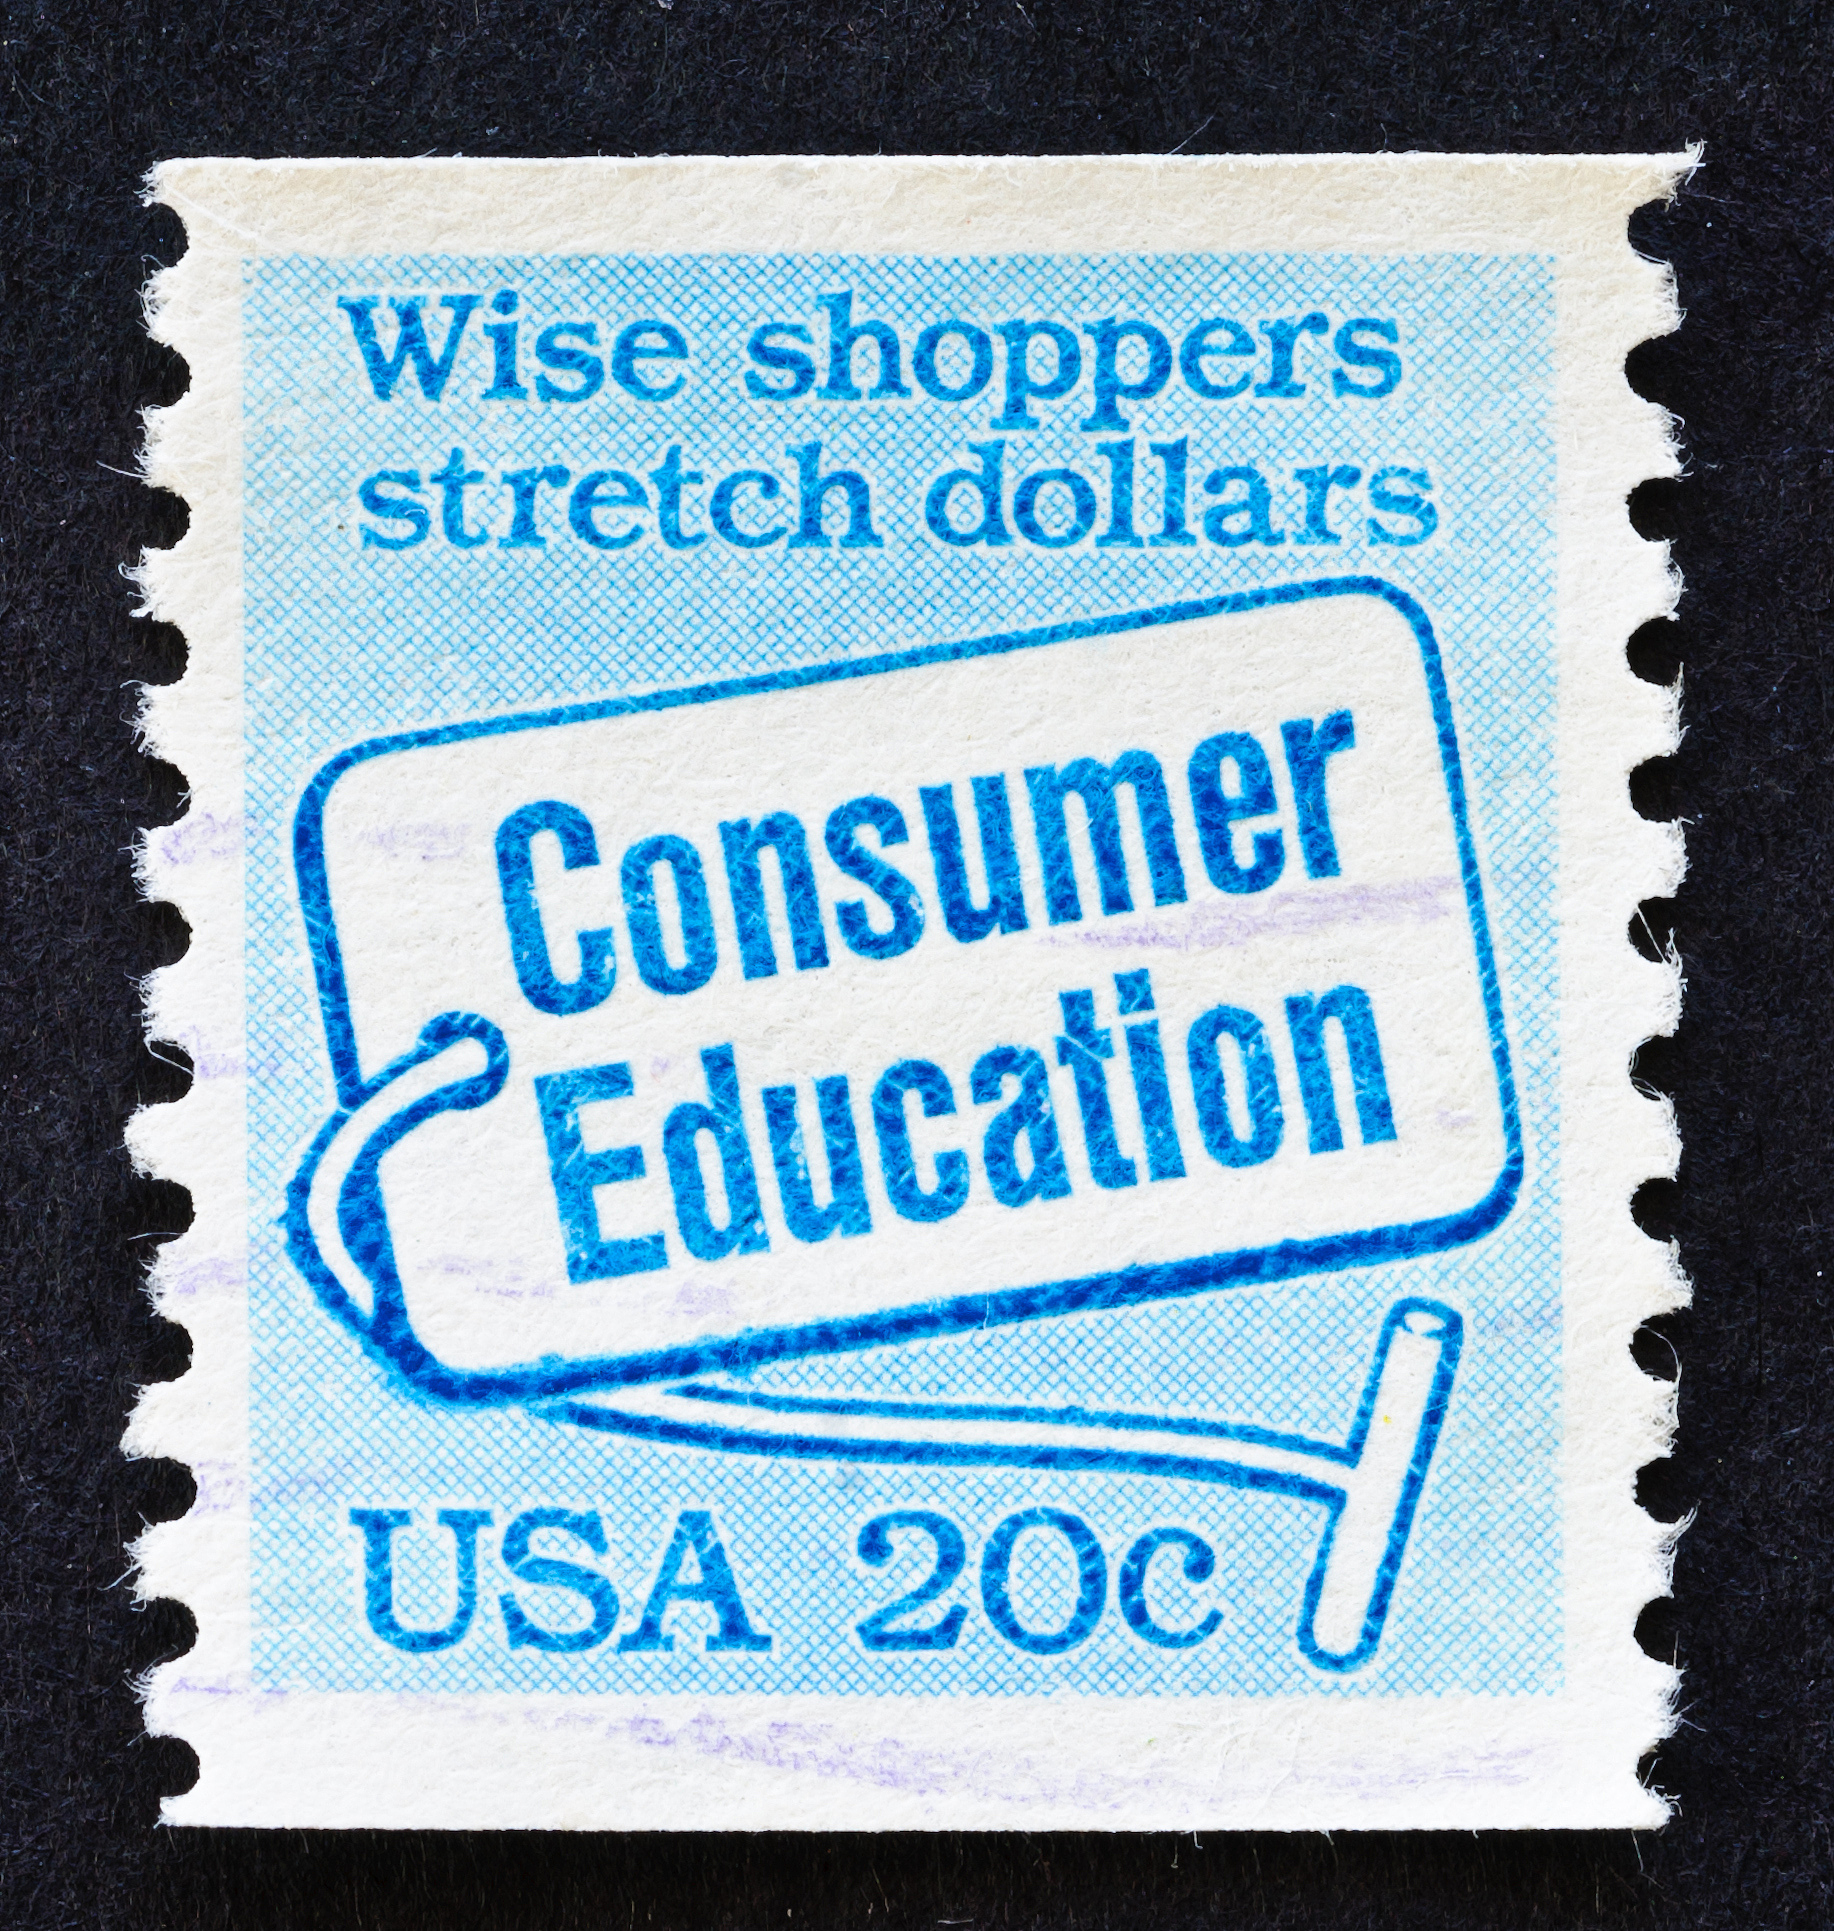 Wise shoppers
stretch dollars
Consumer
Education
USA 20c